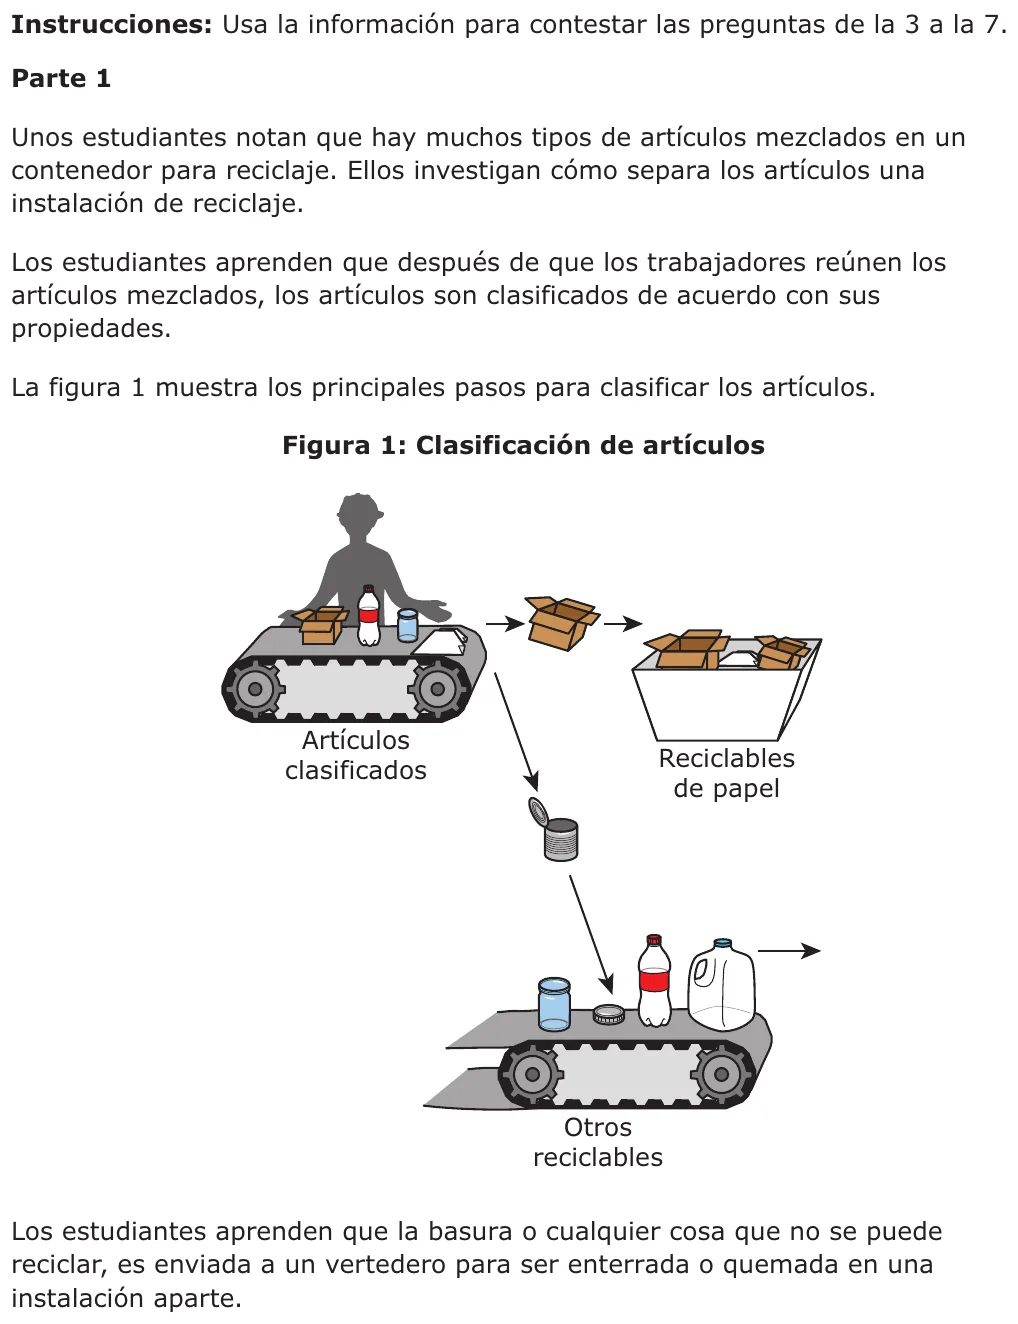 Instrucciones: Usa la información para contestar las preguntas de la 3 a la 7.
Parte 1
Unos estudiantes notan que hay muchos tipos de artículos mezclados en un
contenedor para reciclaje. Ellos investigan cómo separa los artículos una
instalación de reciclaje.
Los estudiantes aprenden que después de que los trabajadores reúnen los
artículos mezclados, los artículos son clasificados de acuerdo con sus
propiedades.
La figura 1 muestra los principales pasos para clasificar los artículos.
Figura 1: Clasificación de artículos
Artículos
clasificados
Reciclables
de papel
Otros
reciclables
Los estudiantes aprenden que la basura o cualquier cosa que no se puede
reciclar, es enviada a un vertedero para ser enterrada o quemada en una
instalación aparte.